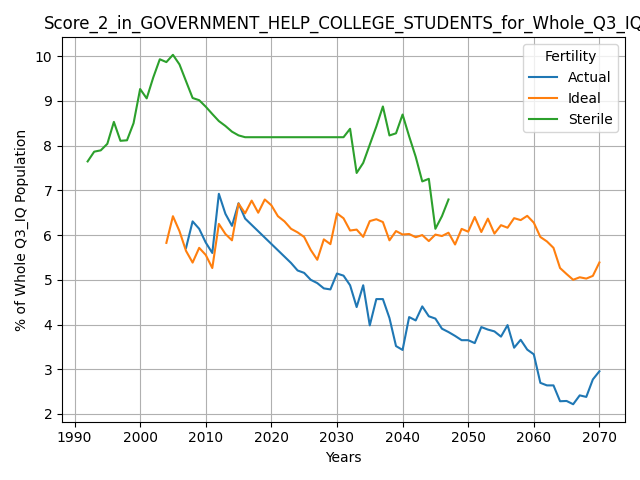 Score_2_in_GOVERNMENT_HELP_COLLEGE_STUDENTS_for_Whole_Q3_IQ
% of Whole Q3_IQ Population
10
9
8
7
6
5
4
3
2
Fertility
Actual
Ideal
Sterile
1990 2000 2010 2020 2030 2040 2050 2060 2070
Years